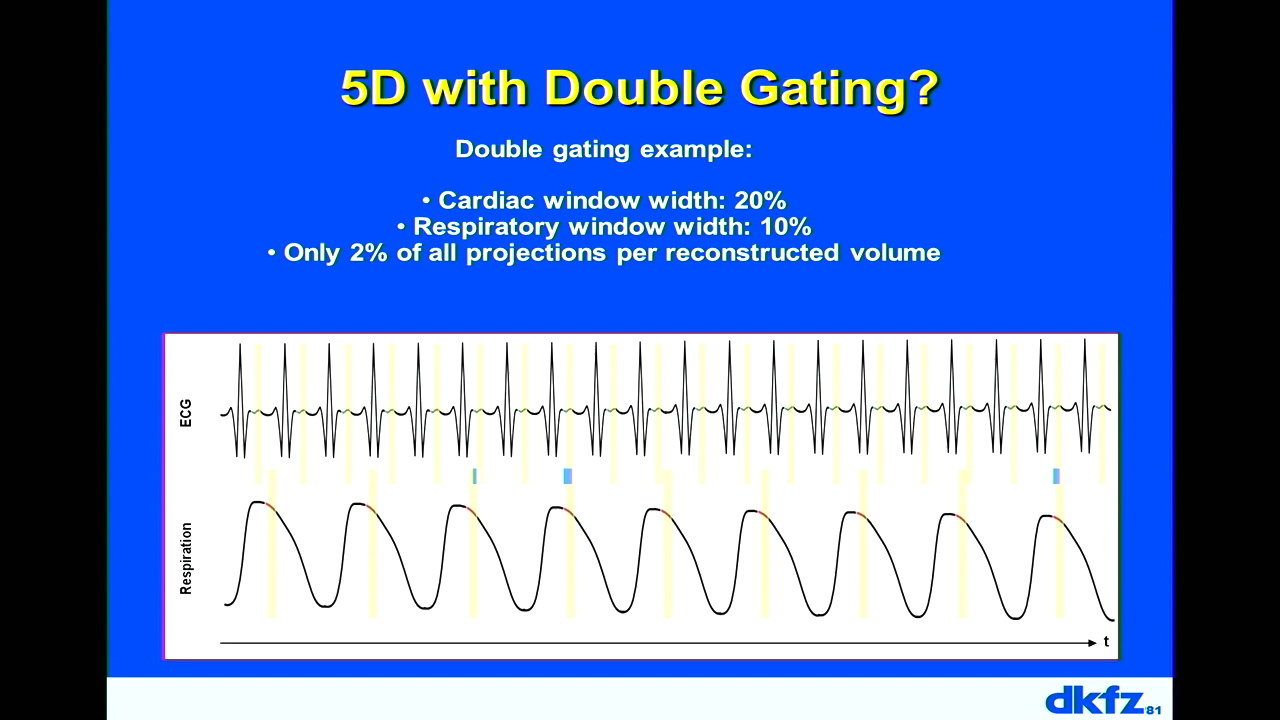 5D with Double Gating?
Double gating example:
• Cardiac window width: 20%
• Respiratory window width: 10%
• Only 2% of all projections per reconstructed volume
ECG
Respiration
t
dkfz. 81